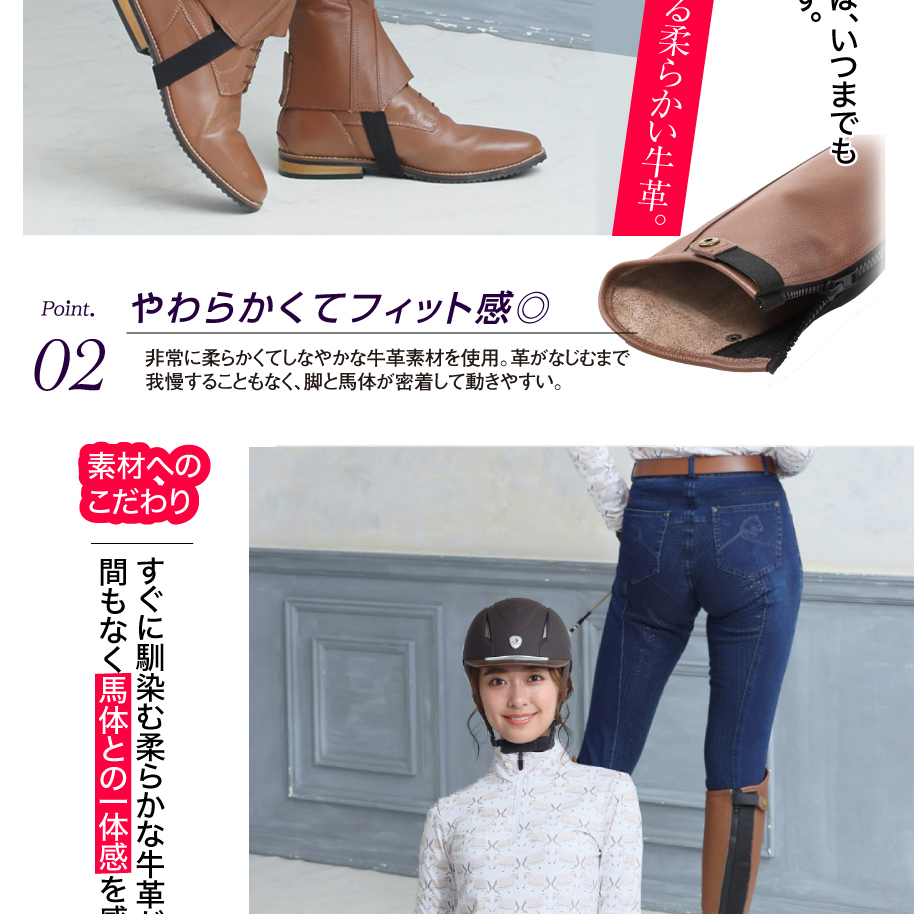 は、いつまでも
す。
る柔らかい牛革。
Point.
02
やわらかくてフィット感◎
非常に柔らかくてしなやかな牛革素材を使用。革がなじむまで
我慢することもなく、脚と馬体が密着して動きやすい。
素材への
こだわり
すぐに馴染む柔らかな牛革が
間もなく馬体との一体感を感